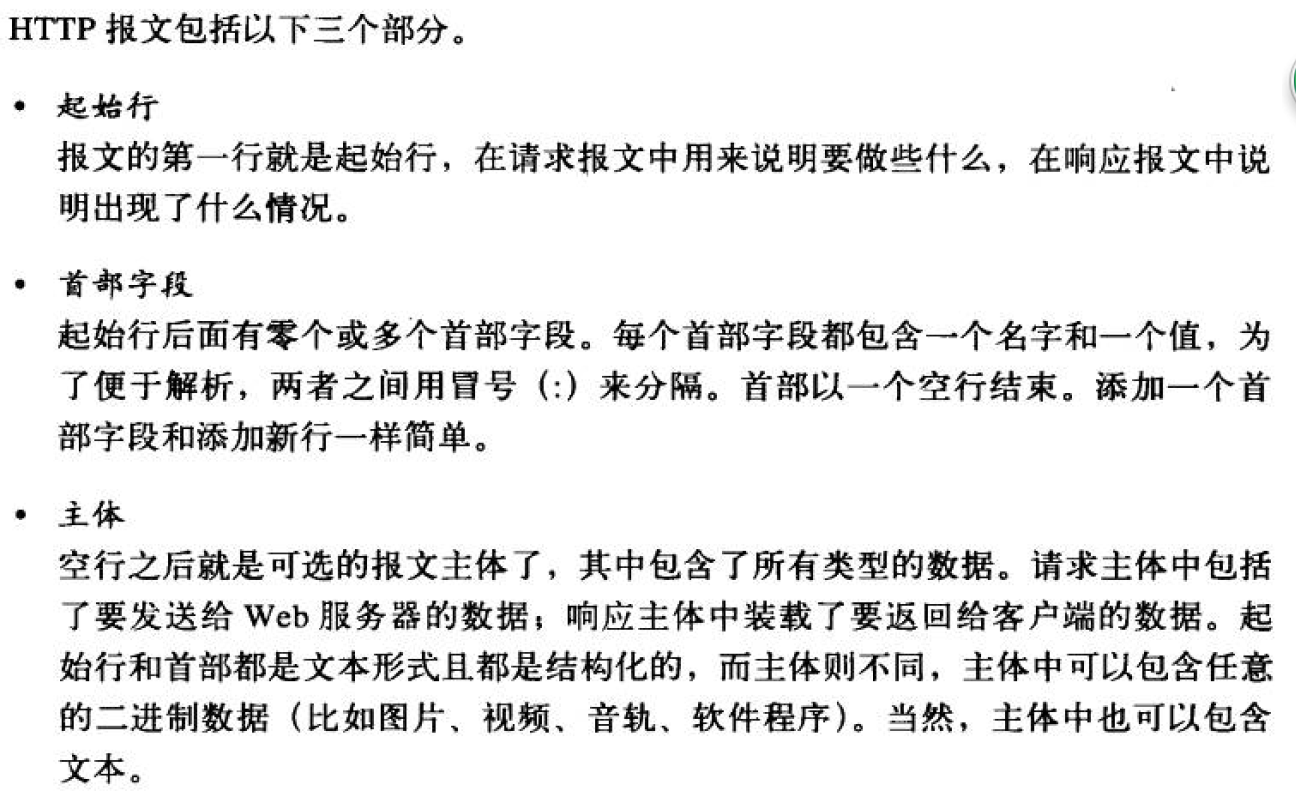 HTTP 报文包括以下三个部分。
• 起始行
报文的第一行就是起始行，在请求报文中用来说明要做些什么，在响应报文中说
明出现了什么情况。
• 首部字段
起始行后面有零个或多个首部字段。每个首部字段都包含一个名字和一个值，为
了便于解析，两者之间用冒号（:）来分隔。首部以一个空行结束。添加一个首
部字段和添加新行一样简单。
• 主体
空行之后就是可选的报文主体了，其中包含了所有类型的数据。请求主体中包括
了要发送给 Web 服务器的数据；响应主体中装载了要返回给客户端的数据。起
始行和首部都是文本形式且都是结构化的，而主体则不同，主体中可以包含任意
的二进制数据（比如图片、视频、音轨、软件程序）。当然，主体中也可以包含
文本。